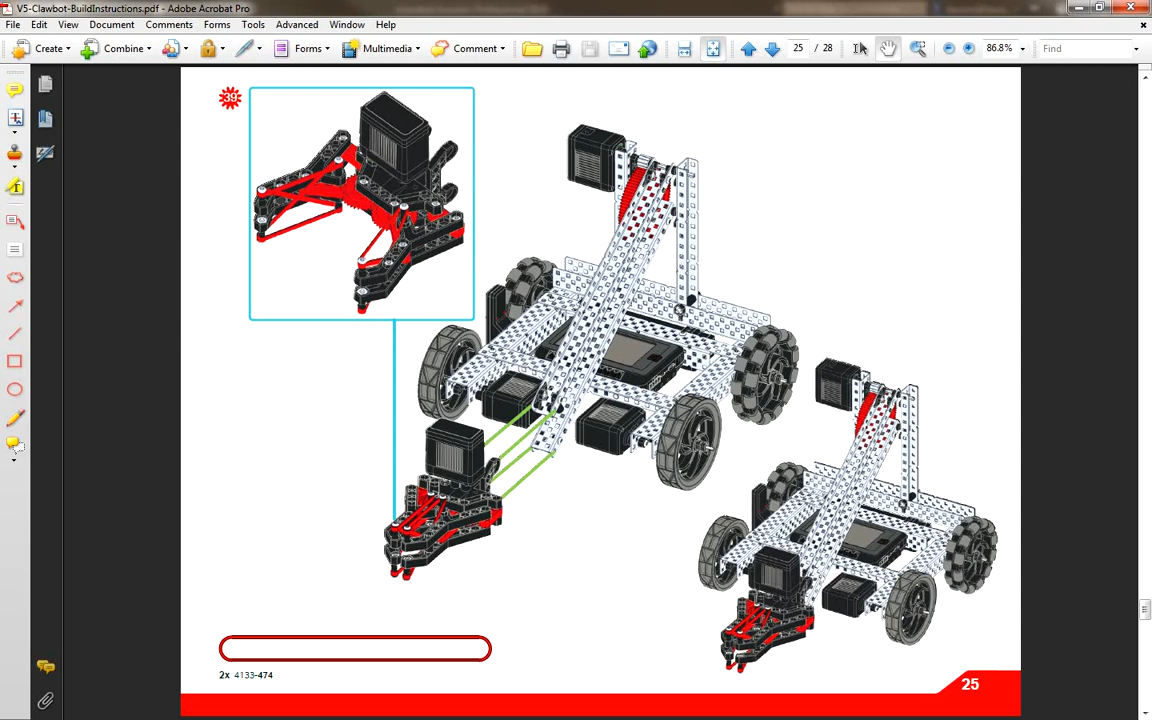 V5-Clawbot-BuildInstructions.pdf - Adobe Acrobat Pro
File Edit View Document Comments Forms Tools Advanced Window Help
Create Combine Forms Multimedia Comment 25 / 28 86.8% Find
39
2x 4133-474
25